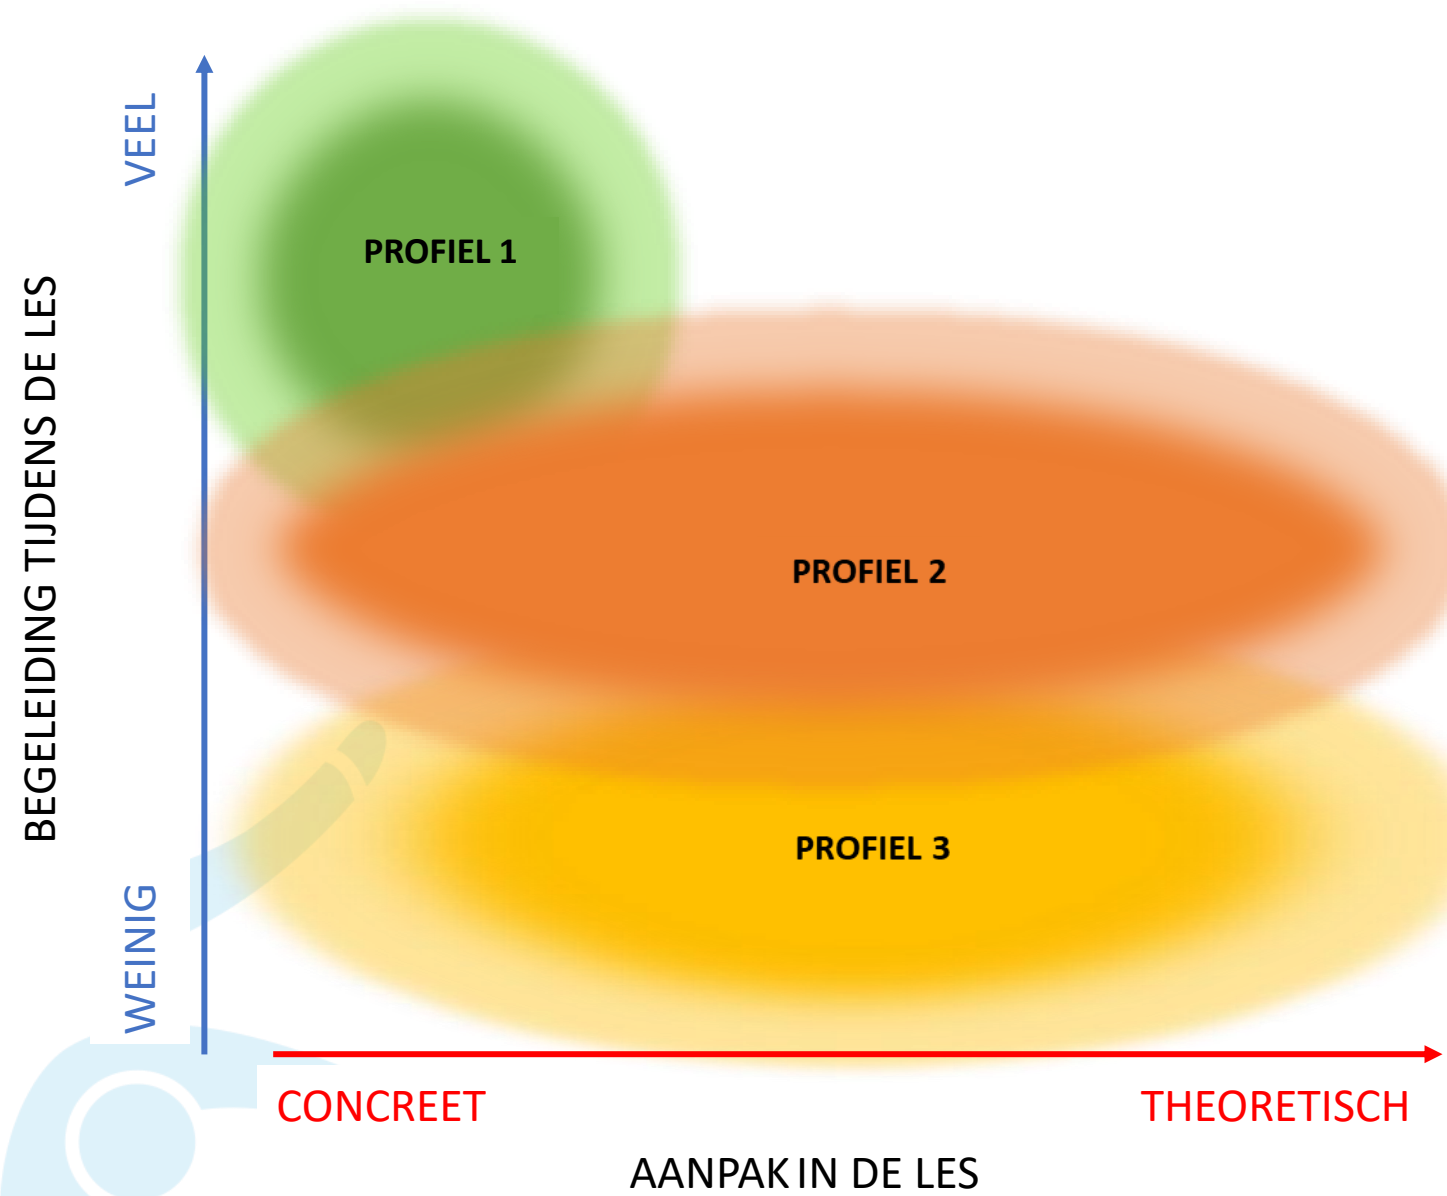 VEEL
PROFIEL 1
BEGELEIDING TIJDENS DE LES
PROFIEL 2
PROFIEL 3
WEINIG
CONCREET
THEORETISCH
AANPAK IN DE LES